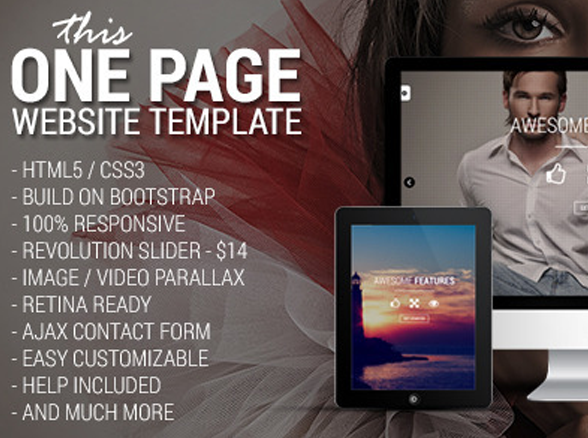 this
ONE PAGE
WEBSITE TEMPLATE
- HTML5 / CSS3
- BUILD ON BOOTSTRAP
- 100% RESPONSIVE
- REVOLUTION SLIDER - $14
- IMAGE / VIDEO PARALLAX
- RETINA READY
- AJAX CONTACT FORM
- EASY CUSTOMIZABLE
- HELP INCLUDED
- AND MUCH MORE
AWESOME
AWESOME FEATURES